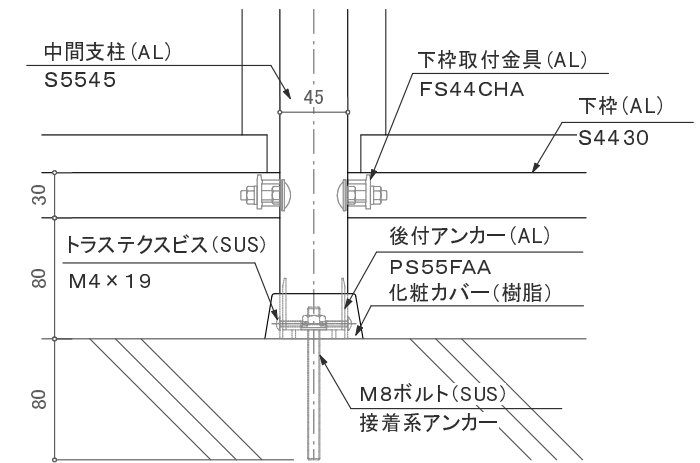 中間支柱(AL)
S5545
下枠取付金具(AL)
FS44CHA
下枠(AL)
S4430
45
30
トラステクスビス(SUS)
M4×19
後付アンカー(AL)
PS55FAA
化粧カバー(樹脂)
80
80
M8ボルト(SUS)
接着系アンカー